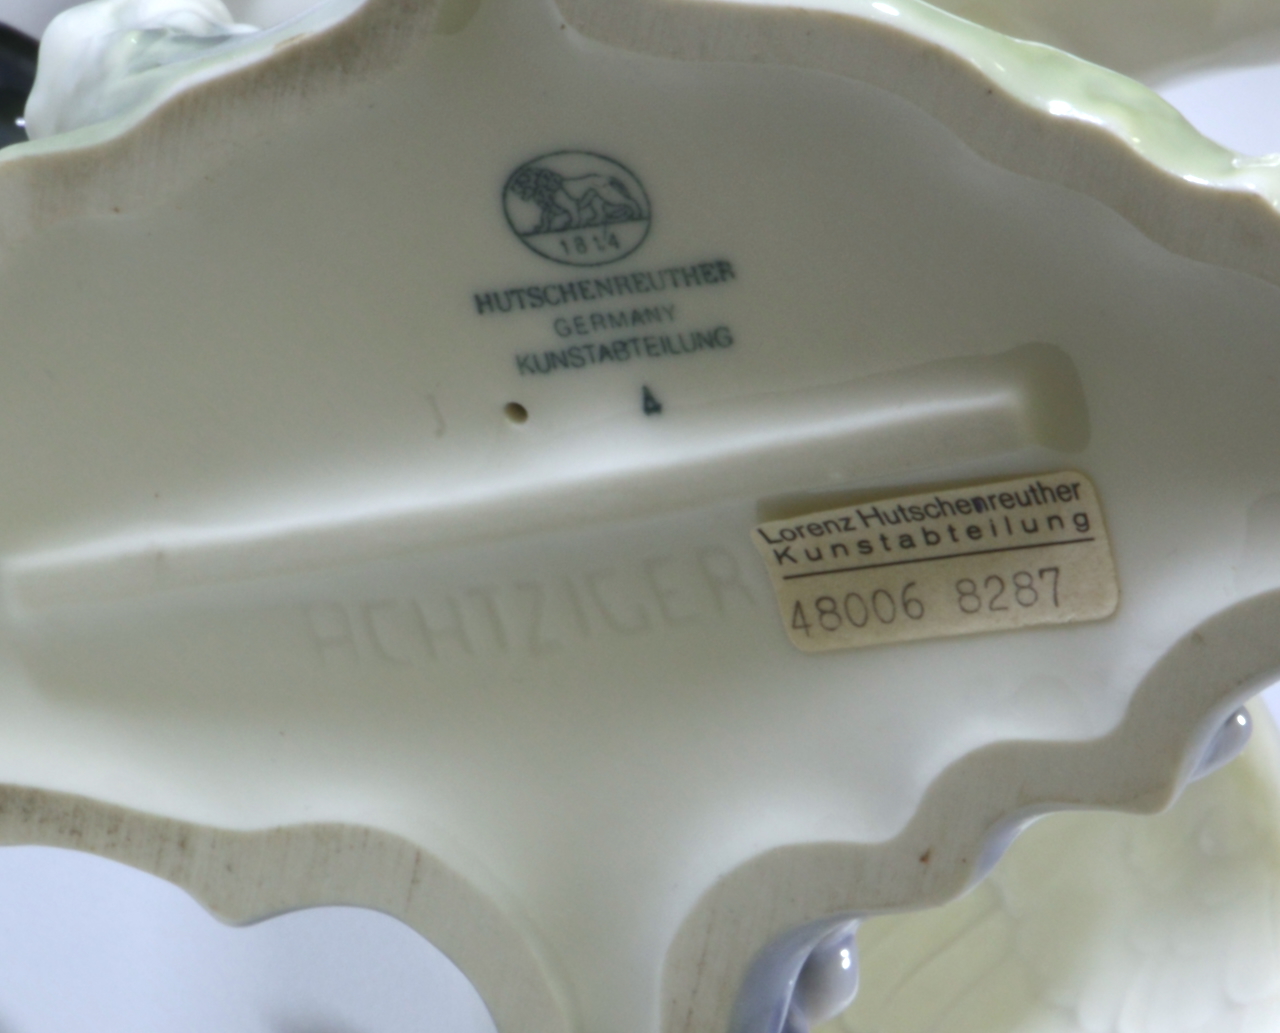 1814
HUTSCHENREUTHER
GERMANY
KUNSTABTEILUNG
ACHTZIGER
Lorenz Hutschenreuther
Kunstabteilung
48006 8287